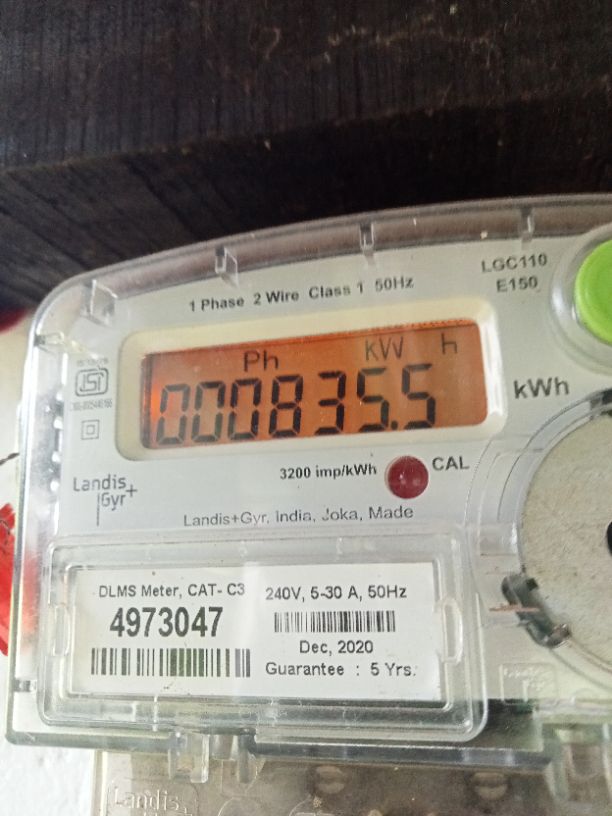 LGC110
E150
1 Phase 2 Wire Class 1 50Hz
Ph KW h
000835.5
kWh
ISI
3200 imp/kWh
CAL
Landis
Gyr+
Landis+Gyr, India, Joka, Made
DLMS Meter, CAT- C3
4973047
240V, 5-30 A, 50Hz
Dec, 2020
Guarantee : 5 Yrs.
Landis